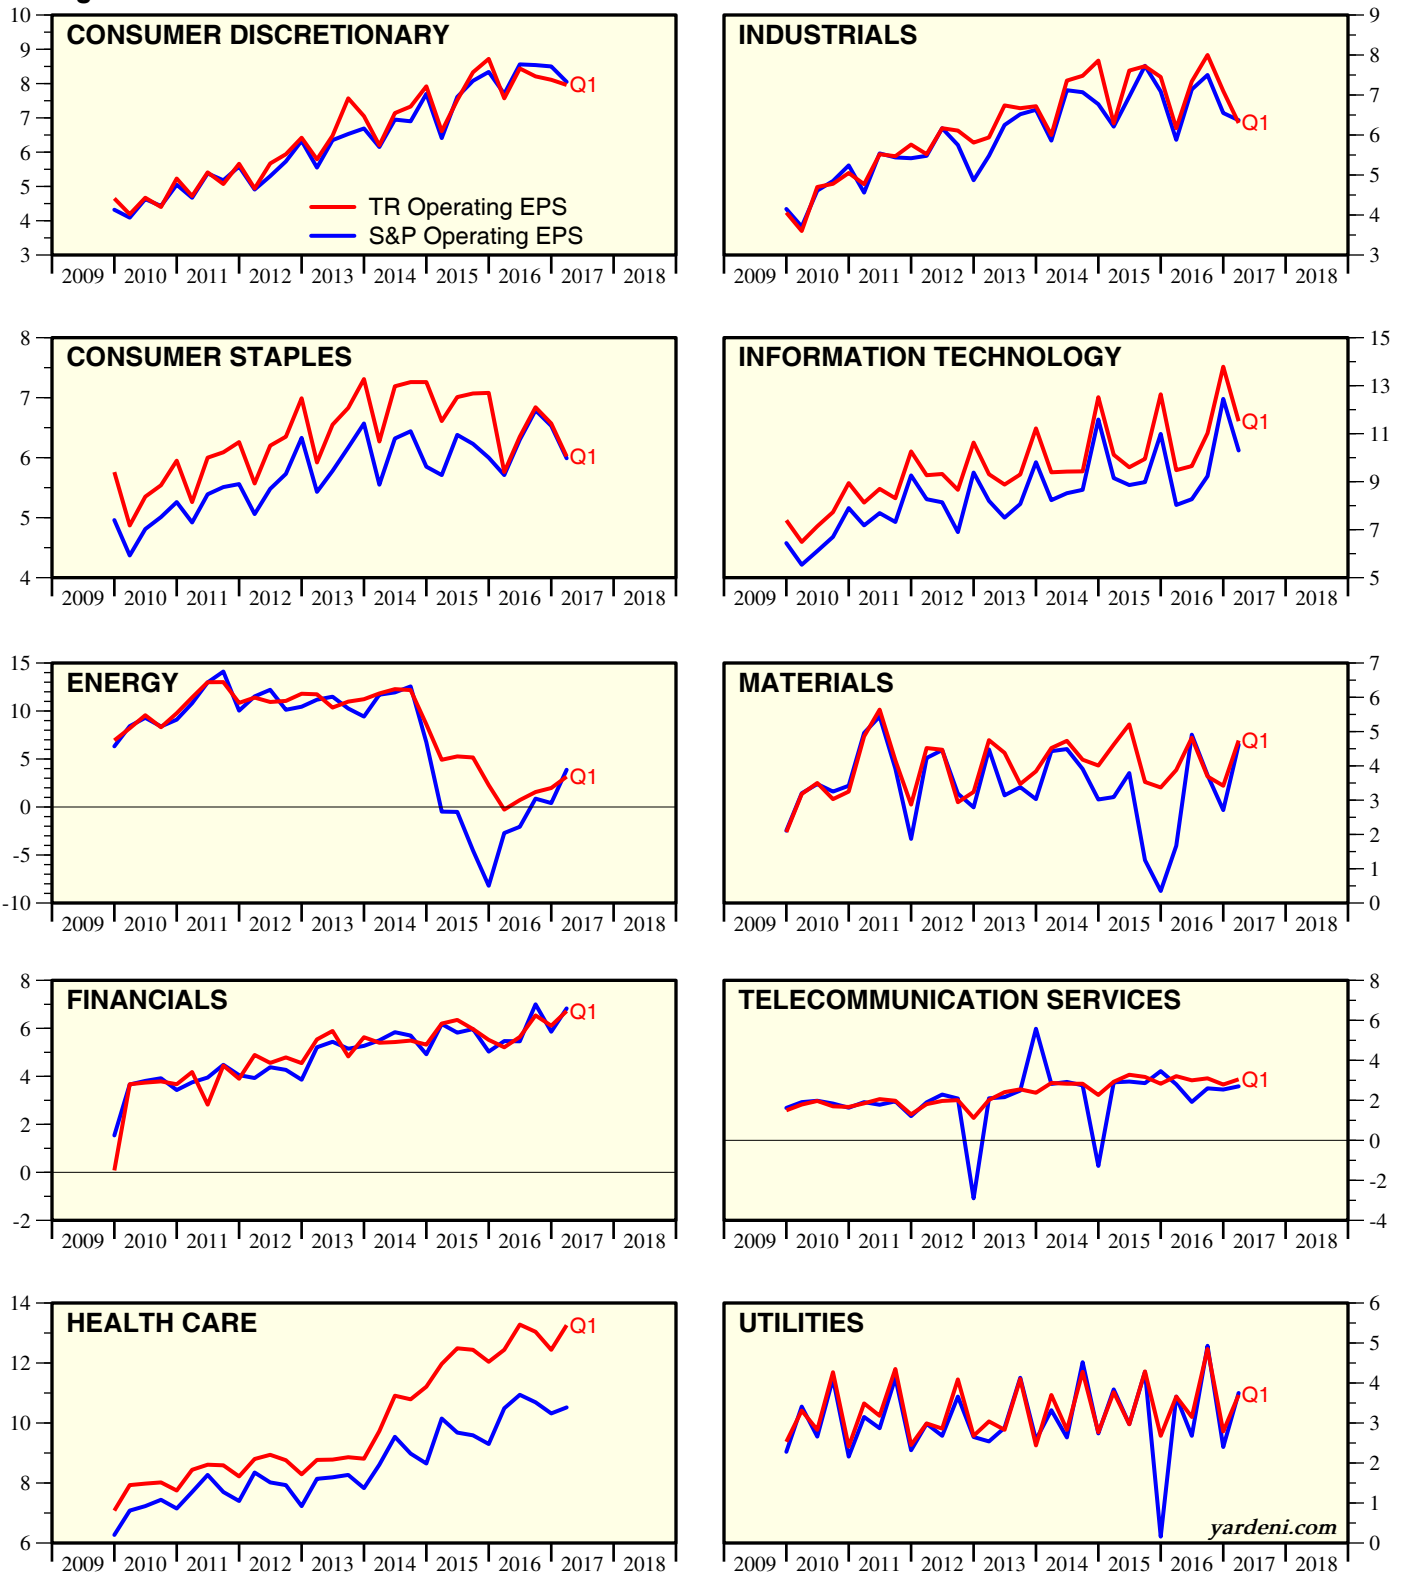 CONSUMER DISCRETIONARY
10
9
8
7
6
5
4
3
Q1
TR Operating EPS
S&P Operating EPS
2009 2010 2011 2012 2013 2014 2015 2016 2017 2018
INDUSTRIALS
9
8
7
6
5
4
3
Q1
2009 2010 2011 2012 2013 2014 2015 2016 2017 2018
CONSUMER STAPLES
8
7
6
5
4
Q1
2009 2010 2011 2012 2013 2014 2015 2016 2017 2018
INFORMATION TECHNOLOGY
15
13
11
9
7
5
Q1
2009 2010 2011 2012 2013 2014 2015 2016 2017 2018
ENERGY
15
10
5
0
-5
-10
Q1
2009 2010 2011 2012 2013 2014 2015 2016 2017 2018
MATERIALS
7
6
5
4
3
2
1
0
Q1
2009 2010 2011 2012 2013 2014 2015 2016 2017 2018
FINANCIALS
8
6
4
2
0
-2
Q1
2009 2010 2011 2012 2013 2014 2015 2016 2017 2018
TELECOMMUNICATION SERVICES
8
6
4
2
0
-2
-4
Q1
2009 2010 2011 2012 2013 2014 2015 2016 2017 2018
HEALTH CARE
14
12
10
8
6
Q1
2009 2010 2011 2012 2013 2014 2015 2016 2017 2018
UTILITIES
6
5
4
3
2
1
0
Q1
yardeni.com
2009 2010 2011 2012 2013 2014 2015 2016 2017 2018